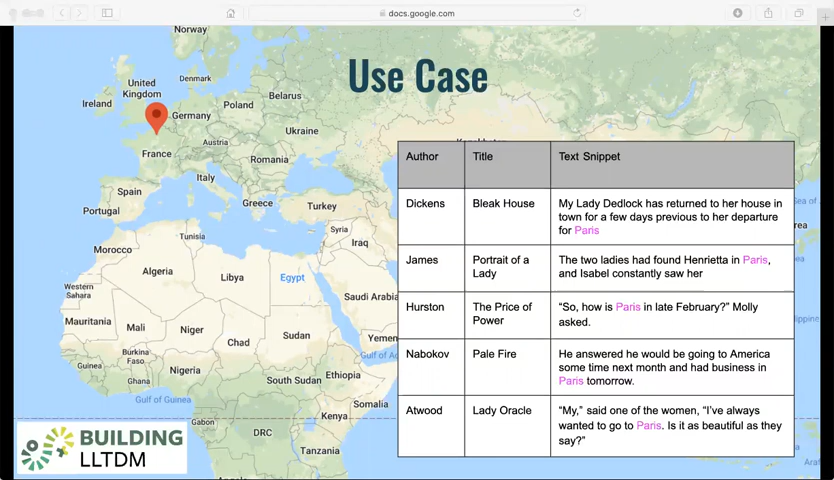 docs.google.com
Use Case
Norway
United
Kingdom
Denmark
Ireland
Poland
Belarus
Germany
Ukraine
France
Austria
Romania
Italy
Spain
Portugal
Greece
Turkey
Tunisia
Syria
Iraq
Morocco
Algeria
Libya
Egypt
Western
Sahara
Saudi Arabia
Mauritania
Mali
Niger
Chad
Sudan
Yemen
Burkina
Faso
Guinea
Ghana
Nigeria
South Sudan
Ethiopia
Gulf of Guinea
Gabon
Somalia
Kenya
DRC
Tanzania
Author Title Text Snippet
Dickens Bleak House My Lady Dedlock has returned to her house in
town for a few days previous to her departure
for Paris
James Portrait of a The two ladies had found Henrietta in Paris,
Lady and Isabel constantly saw her
Hurston The Price of “So, how is Paris in late February?” Molly
Power asked.
Nabokov Pale Fire He answered he would be going to America
some time next month and had business in
Paris tomorrow.
Atwood Lady Oracle “My,” said one of the women, “I’ve always
wanted to go to Paris. Is it as beautiful as they
say?”
BUILDING
LLTDM